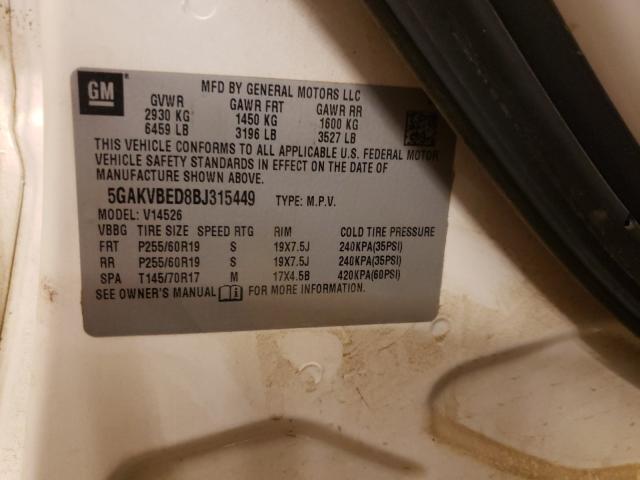 GM
MFD BY GENERAL MOTORS LLC
GVWR GAWR FRT GAWR RR
2930 KG 1450 KG 1600 KG
6459 LB 3196 LB 3527 LB
THIS VEHICLE CONFORMS TO ALL APPLICABLE U.S. FEDERAL MOTOR
VEHICLE SAFETY STANDARDS IN EFFECT ON THE DATE OF
MANUFACTURE SHOWN ABOVE.
5GAKVBED8BJ315449 TYPE: M.P.V.
MODEL: V14526
VBBG TIRE SIZE SPEED RTG RIM COLD TIRE PRESSURE
FRT P255/60R19 S 19X7.5J 240KPA(35PSI)
RR P255/60R19 S 19X7.5J 240KPA(35PSI)
SPA T145/70R17 M 17X4.5B 420KPA(60PSI)
SEE OWNER'S MANUAL FOR MORE INFORMATION.